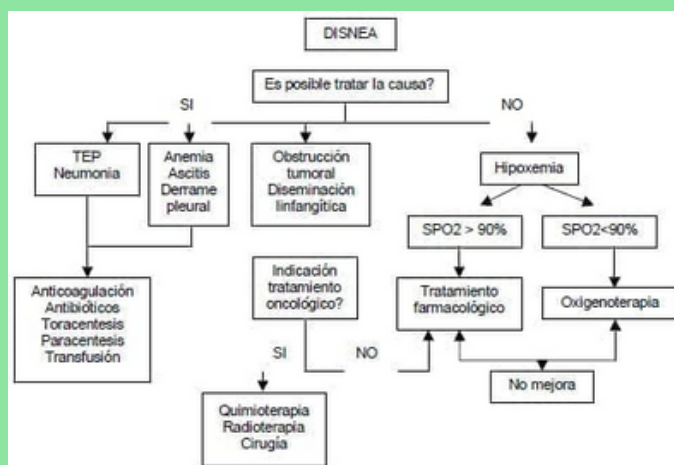 DISNEA
Es posible tratar la causa?
SI
NO
TEP
Neumonia
Anemia
Ascitis
Derrame
pleural
Obstrucción
tumoral
Diseminación
linfangítica
Hipoxemia
SPO2 > 90%
SPO2<90%
Indicación
tratamiento
oncológico?
Anticoagulación
Antibióticos
Toracentesis
Paracentesis
Transfusión
Tratamiento
farmacológico
Oxigenoterapia
SI
NO
No mejora
Quimioterapia
Radioterapia
Cirugía